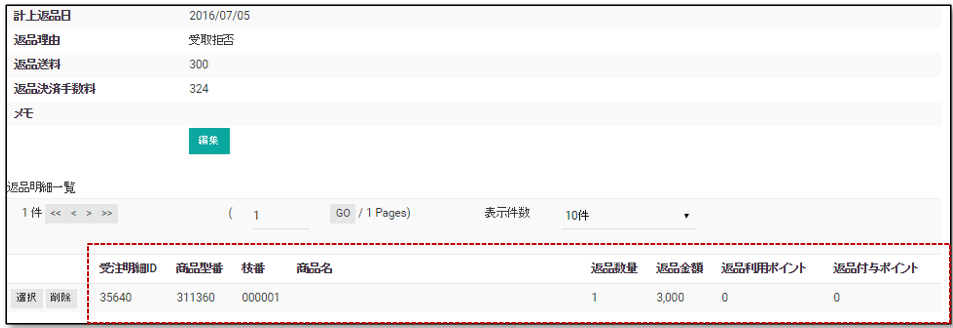 計上返品日 2016/07/05
返品理由 受取拒否
返品送料 300
返品決済手数料 324
メモ
編集
返品明細一覧
1 件 << < > >> ( 1 GO / 1 Pages) 表示件数 10件
受注明細ID 商品型番 枝番 商品名 返品数量 返品金額 返品利用ポイント 返品付与ポイント
選択 削除 35640 311360 000001 1 3,000 0 0